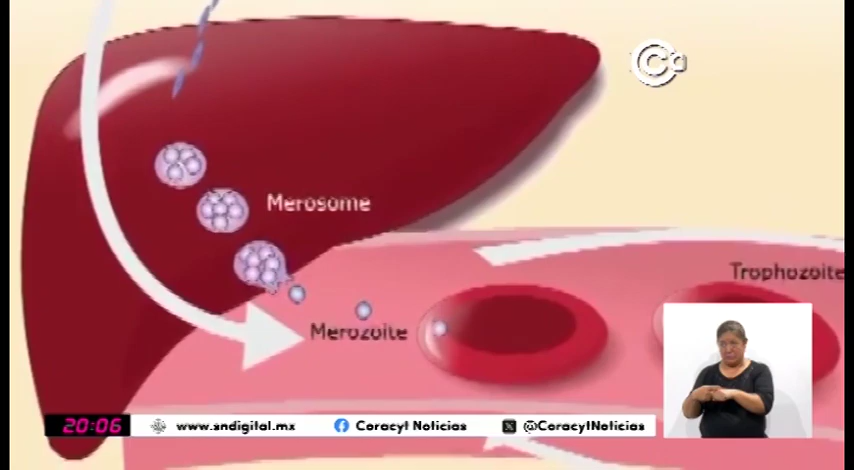 Merosome
Trophozoite
Merozoite
20:06
www.sndigital.mx
Coracyt Noticias
@CoracytNoticias